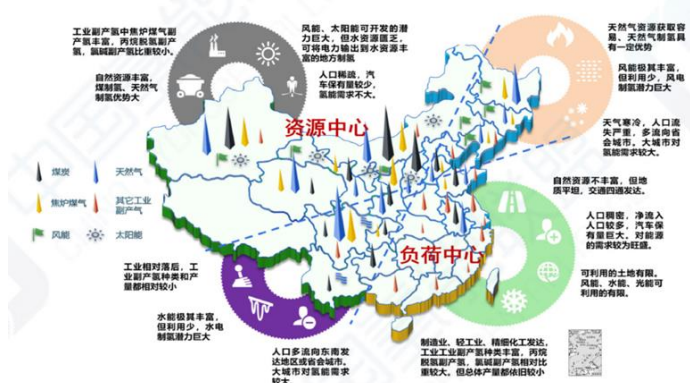 工业副产氢中焦炉煤气副
产氢丰富，丙烷脱氢副产
氢，氯碱副产氢比重较小。
风能、太阳能可开发的潜
力巨大，但水资源匮乏，
可将电力输出到水资源丰
富的地方制氢
天然气资源获取容
易、天然气制氢具
有一定优势
自然资源丰富，
煤制氢、天然气
制氢优势大
人口稀疏，汽
车保有量较少，
氢能需求不大。
风能极其丰富，
但利用少，风电
制氢潜力巨大
资源中心
天气寒冷，人口流
失严重，多流向省
会城市。大城市对
氢能需求较大。
煤炭
天然气
焦炉煤气
其它工业
副产气
风能
太阳能
自然资源不丰富，但地
质平坦，交通四通发达。
人口稠密，净流入
人口较多，汽车保
有量巨大。对能源
的需求较为旺盛。
负荷中心
工业相对落后，工
业副产氢种类和产
量都相对较小
可利用的土地有限。
风能、水能、光能可
利用的有限。
水能极其丰富，
但利用少，水电
制氢潜力巨大
人口多流向东南发
达地区或省会城市。
大城市对氢能需求
较大
制造业、轻工业、精细化工发达，
工业工业副产氢种类丰富，丙烷
脱氢副产氢，氯碱副产氢相对比
重较大。但总体产量都依旧较小